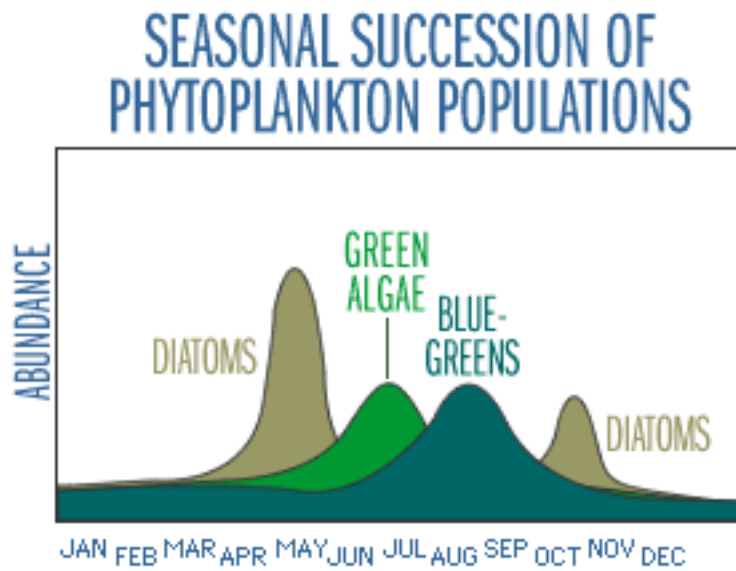 SEASONAL SUCCESSION OF
PHYTOPLANKTON POPULATIONS
ABUNDANCE
DIATOMS
GREEN
ALGAE
BLUE-
GREENS
DIATOMS
JAN FEB MAR APR MAY JUN JUL AUG SEP OCT NOV DEC